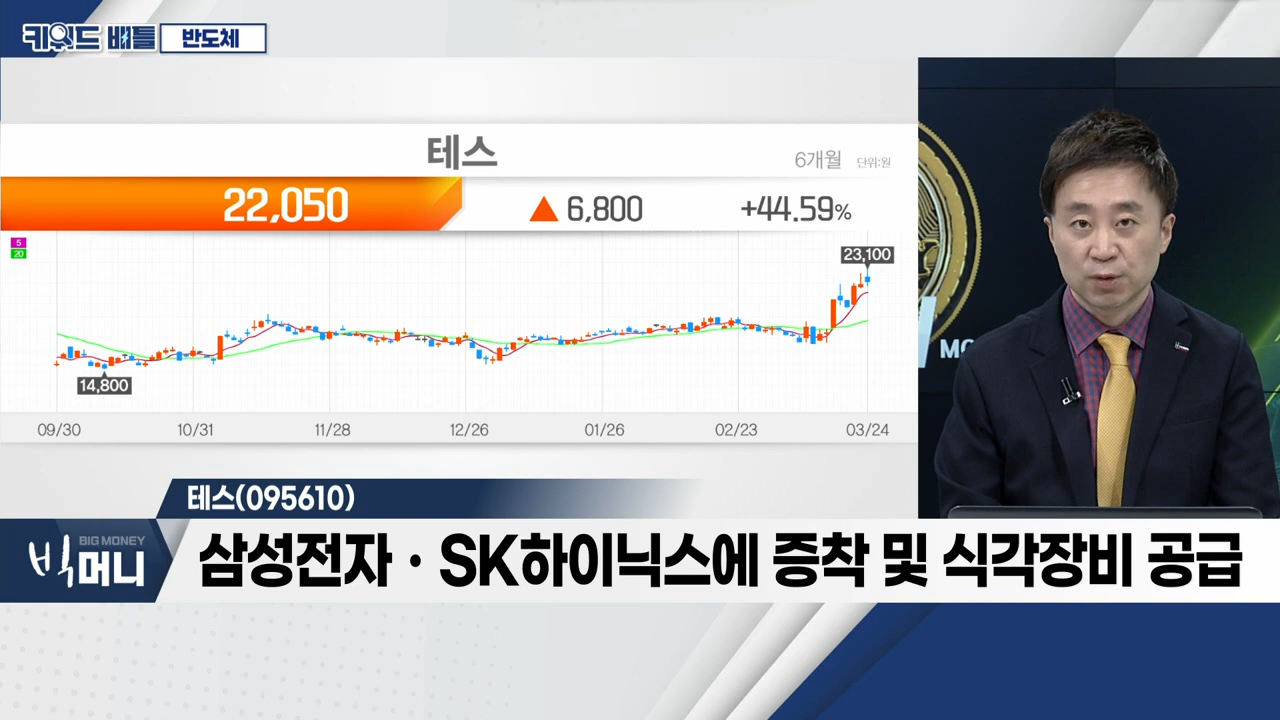 키워드 배틀 반도체
테스
6개월 단위:원
22,050 ▲ 6,800 +44.59%
5
20
23,100
14,800
09/30 10/31 11/28 12/26 01/26 02/23 03/24
MO
테스(095610)
BIG MONEY
빅머니
삼성전자·SK하이닉스에 증착 및 식각장비 공급